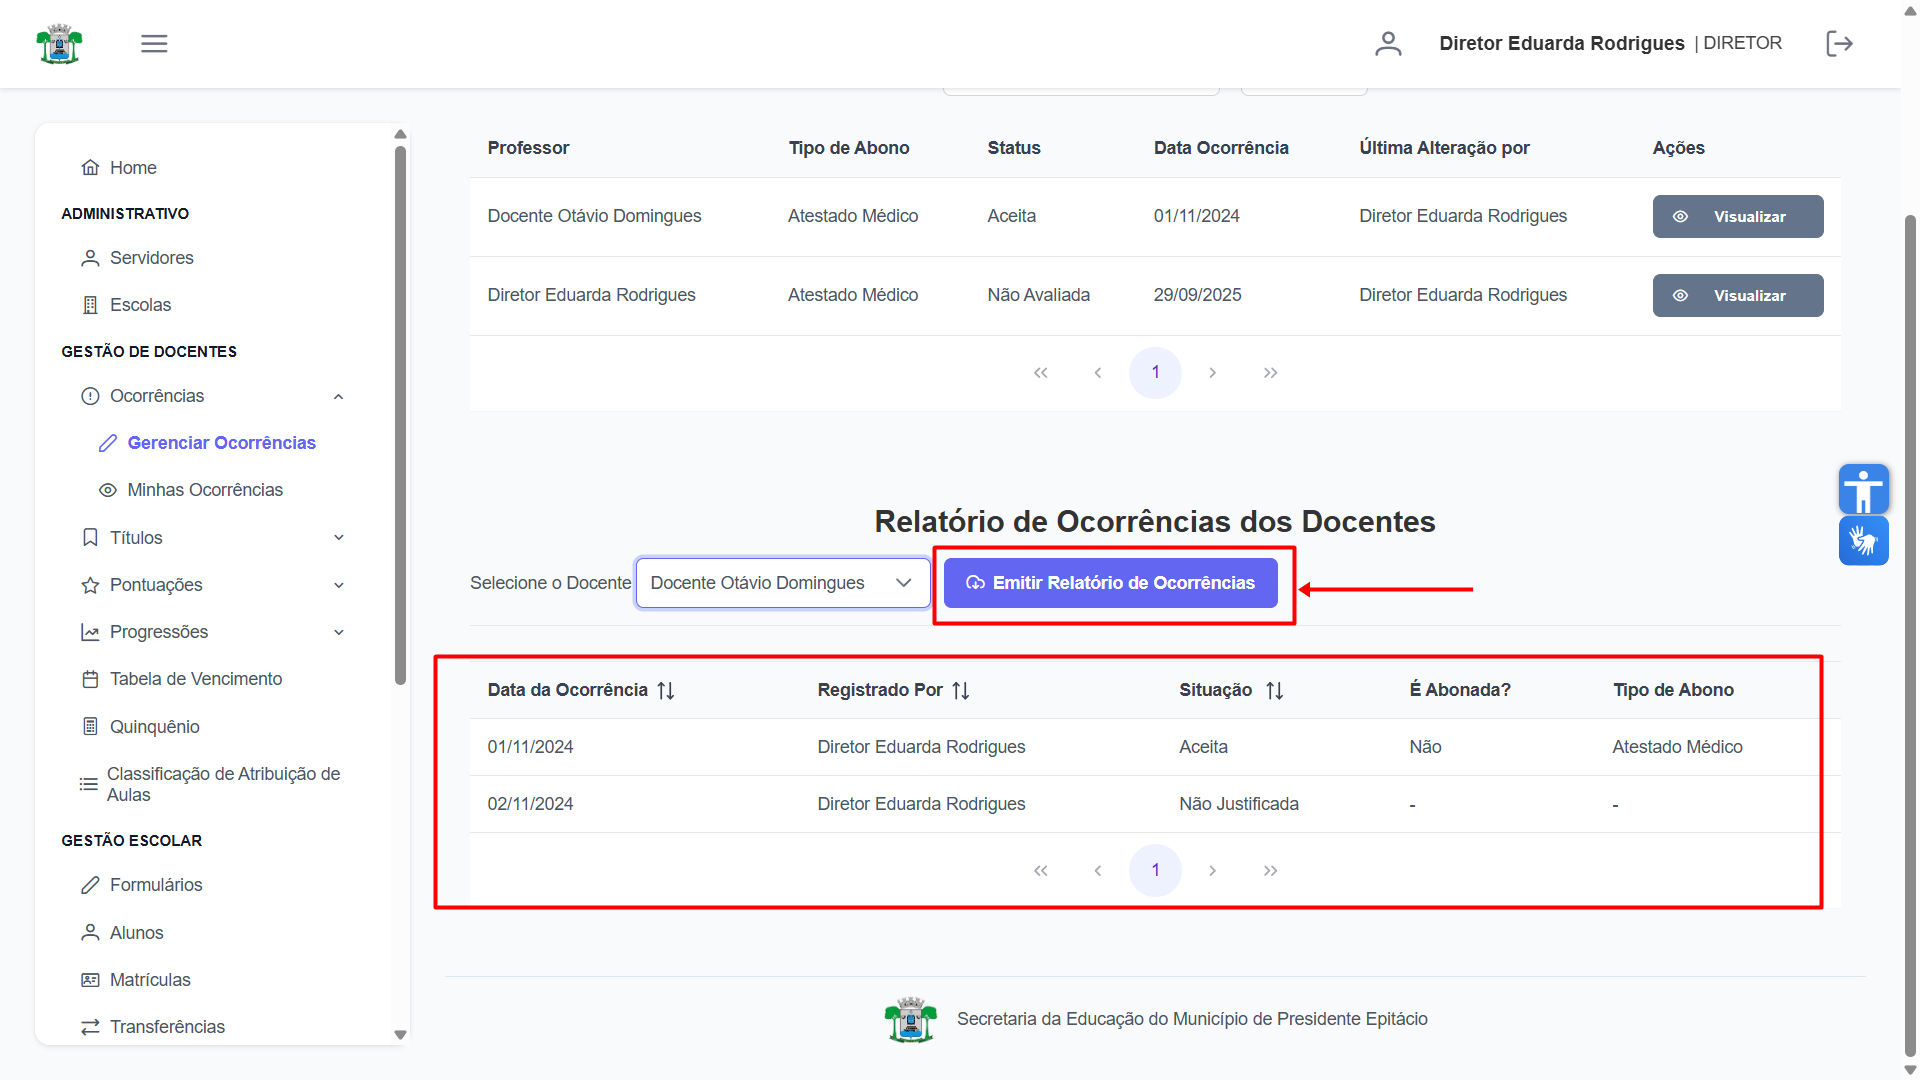 Diretor Eduarda Rodrigues | DIRETOR
Home
ADMINISTRATIVO
Servidores
Escolas
GESTÃO DE DOCENTES
Ocorrências
Gerenciar Ocorrências
Minhas Ocorrências
Títulos
Pontuações
Progressões
Tabela de Vencimento
Quinquênio
Classificação de Atribuição de
Aulas
GESTÃO ESCOLAR
Formulários
Alunos
Matrículas
Transferências
Professor Tipo de Abono Status Data Ocorrência Última Alteração por Ações
Docente Otávio Domingues Atestado Médico Aceita 01/11/2024 Diretor Eduarda Rodrigues Visualizar
Diretor Eduarda Rodrigues Atestado Médico Não Avaliada 29/09/2025 Diretor Eduarda Rodrigues Visualizar
1
Relatório de Ocorrências dos Docentes
Selecione o Docente Docente Otávio Domingues Emitir Relatório de Ocorrências
Data da Ocorrência Registrado Por Situação É Abonada? Tipo de Abono
01/11/2024 Diretor Eduarda Rodrigues Aceita Não Atestado Médico
02/11/2024 Diretor Eduarda Rodrigues Não Justificada - -
1
Secretaria da Educação do Município de Presidente Epitácio